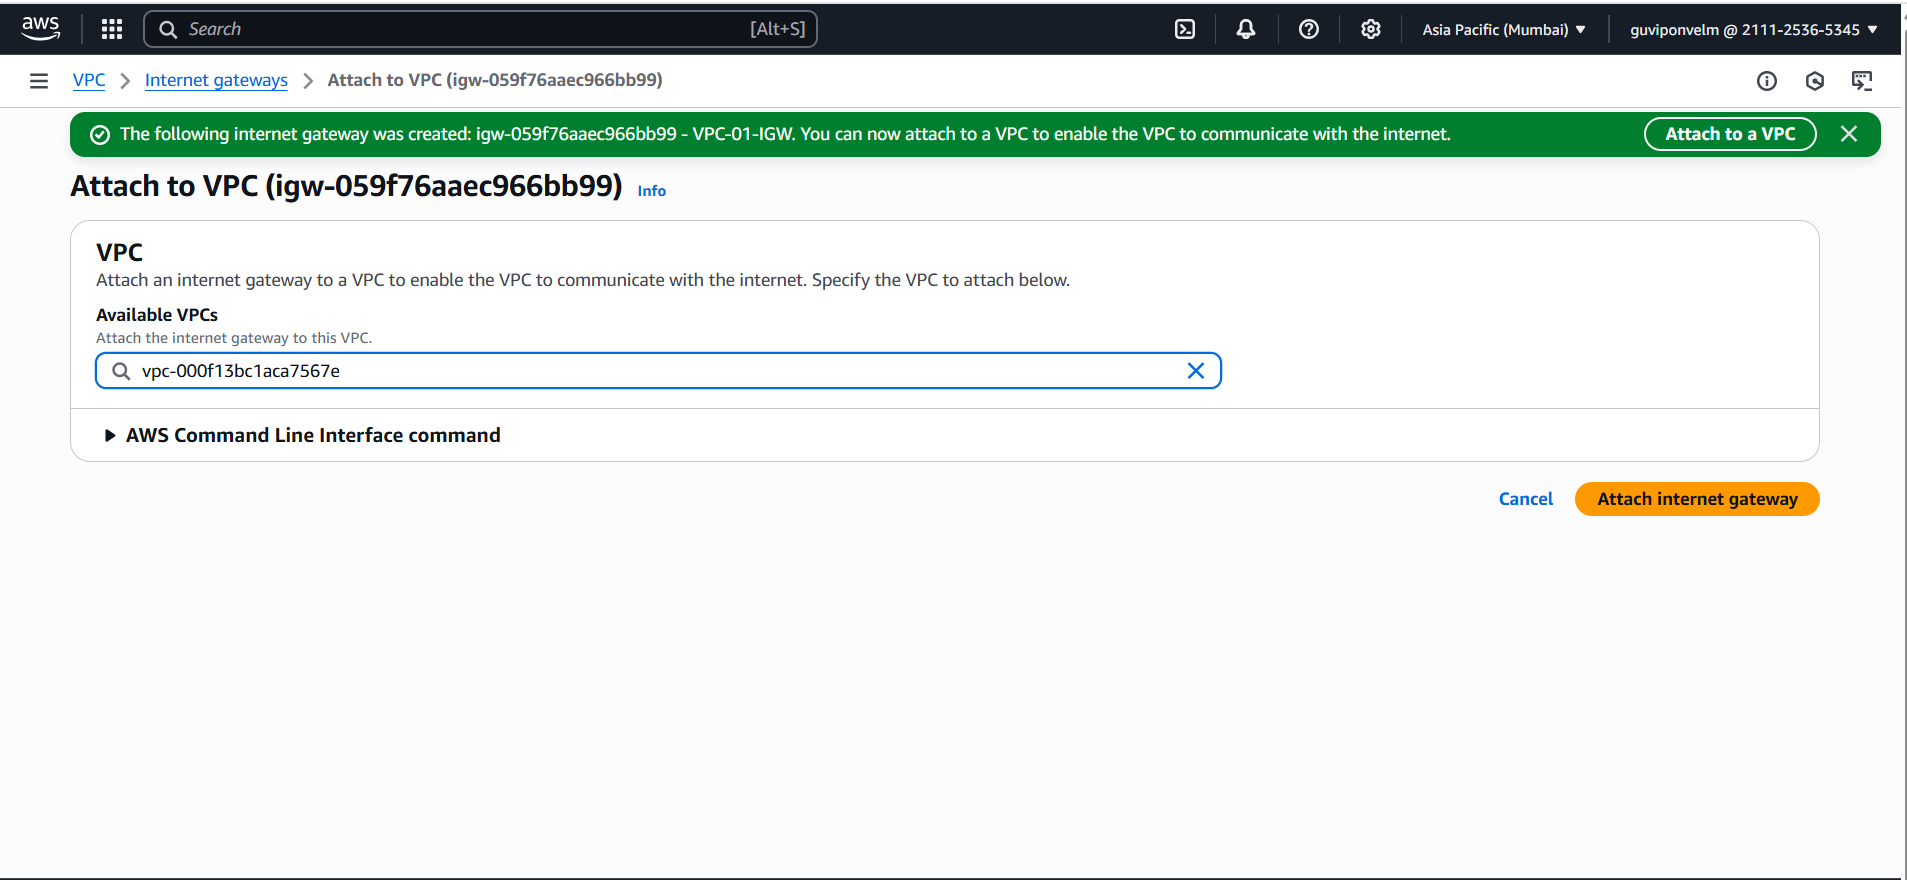 aws
Search [Alt+S]
Asia Pacific (Mumbai)
guviponvelm @ 2111-2536-5345
VPC > Internet gateways > Attach to VPC (igw-059f76aaec966bb99)
The following internet gateway was created: igw-059f76aaec966bb99 - VPC-01-IGW. You can now attach to a VPC to enable the VPC to communicate with the internet.
Attach to a VPC
Attach to VPC (igw-059f76aaec966bb99) Info
VPC
Attach an internet gateway to a VPC to enable the VPC to communicate with the internet. Specify the VPC to attach below.
Available VPCs
Attach the internet gateway to this VPC.
vpc-000f13bc1aca7567e
AWS Command Line Interface command
Cancel
Attach internet gateway